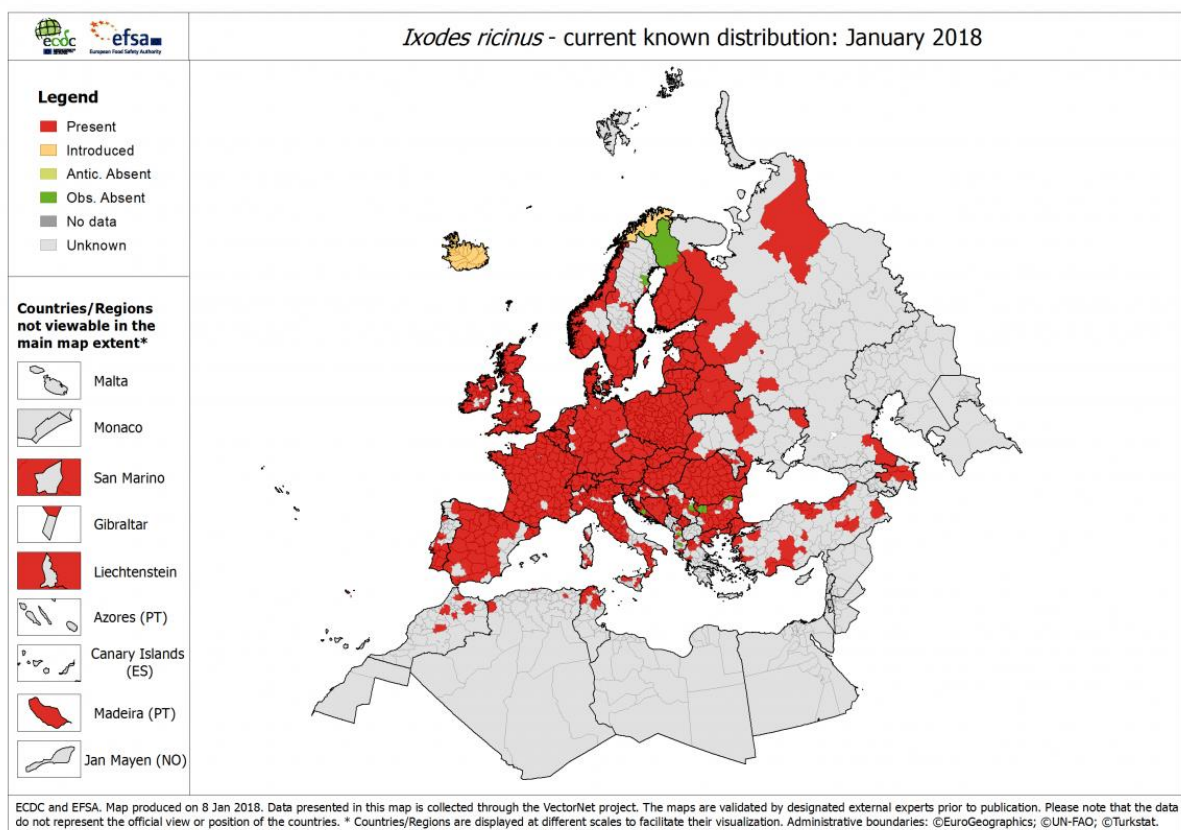 ecdc
efsa
European Food Safety Authority
Ixodes ricinus - current known distribution: January 2018
Legend
Present
Introduced
Antic. Absent
Obs. Absent
No data
Unknown
Countries/Regions
not viewable in the
main map extent*
Malta
Monaco
San Marino
Gibraltar
Liechtenstein
Azores (PT)
Canary Islands
(ES)
Madeira (PT)
Jan Mayen (NO)
ECDC and EFSA. Map produced on 8 Jan 2018. Data presented in this map is collected through the VectorNet project. The maps are validated by designated external experts prior to publication. Please note that the data
do not represent the official view or position of the countries. * Countries/Regions are displayed at different scales to facilitate their visualization. Administrative boundaries: ©EuroGeographics; ©UN-FAO; ©Turkstat.